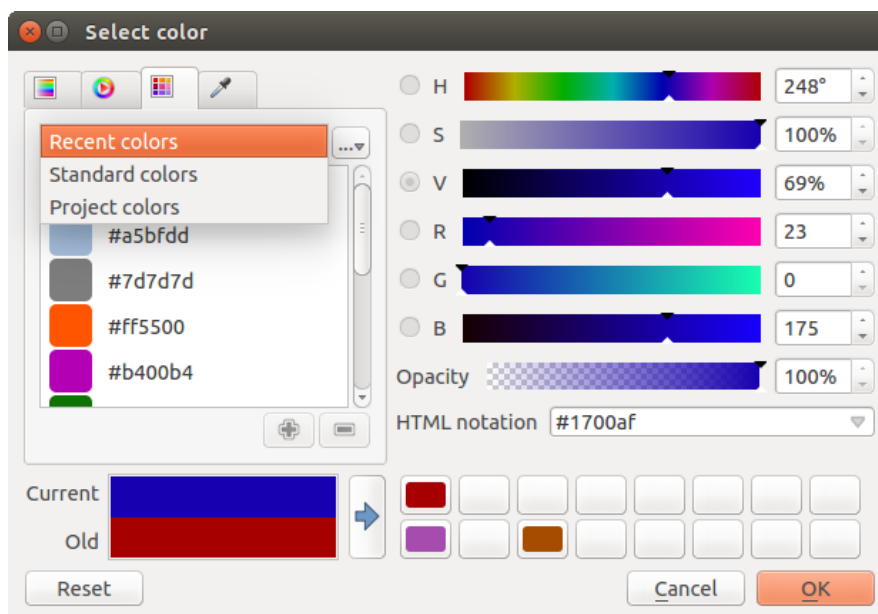 Select color
Recent colors
...
Standard colors
Project colors
#a5bfdd
#7d7d7d
#ff5500
#b400b4
H 248°
S 100%
V 69%
R 23
G 0
B 175
Opacity 100%
HTML notation #1700af
Current
Old
Reset
Cancel
OK